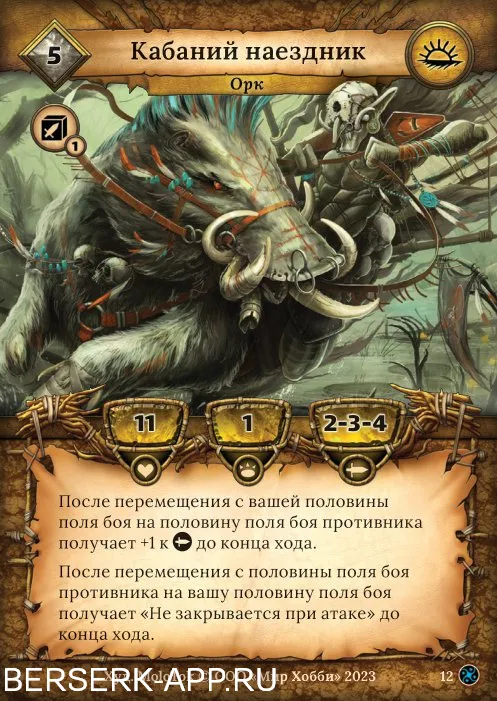 5
Кабаний наездник
Орк
1
11
1
2-3-4
После перемещения с вашей половины
поля боя на половину поля боя противника
получает +1 к до конца хода.
После перемещения с половины поля боя
противника на вашу половину поля боя
получает «Не закрывается при атаке» до
конца хода.
«Мир Хобби» 2023
12
BERSERK-APP.RU